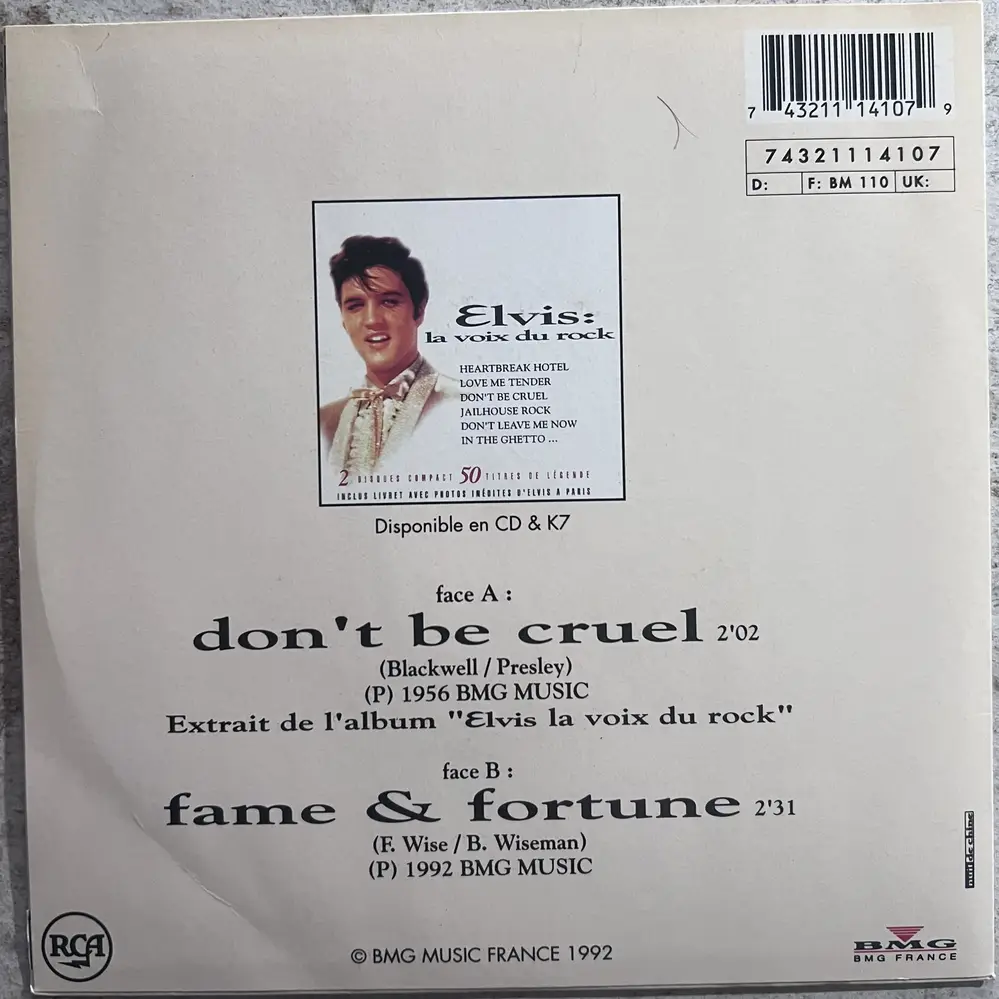 7 43211 14107 9
74321114107
D: F: BM 110 UK:
Elvis:
la voix du rock
HEARTBREAK HOTEL
LOVE ME TENDER
DON'T BE CRUEL
JAILHOUSE ROCK
DON'T LEAVE ME NOW
IN THE GHETTO ...
2 DISQUES COMPACT 50 TITRES DE LÉGENDE
INCLUS LIVRET AVEC PHOTOS INÉDITES D'ELVIS A PARIS
Disponible en CD & K7
face A :
don't be cruel 2'02
(Blackwell / Presley)
(P) 1956 BMG MUSIC
Extrait de l'album "Elvis la voix du rock"
face B :
fame & fortune 2'31
(F. Wise / B. Wiseman)
(P) 1992 BMG MUSIC
nuit de chine
RCA
© BMG MUSIC FRANCE 1992
BMG
BMG FRANCE